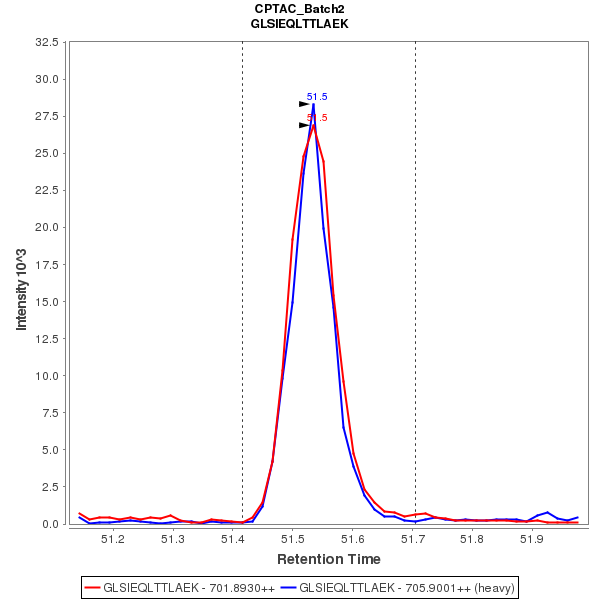 CPTAC_Batch2
GLSIEQLTTLAEK
32.5
30.0
27.5
25.0
22.5
20.0
17.5
15.0
12.5
10.0
7.5
5.0
2.5
0.0
Intensity 10^3
51.5
51.2 51.3 51.4 51.5 51.6 51.7 51.8 51.9
Retention Time
GLSIEQLTTLAEK - 701.8930++ GLSIEQLTTLAEK - 705.9001++ (heavy)